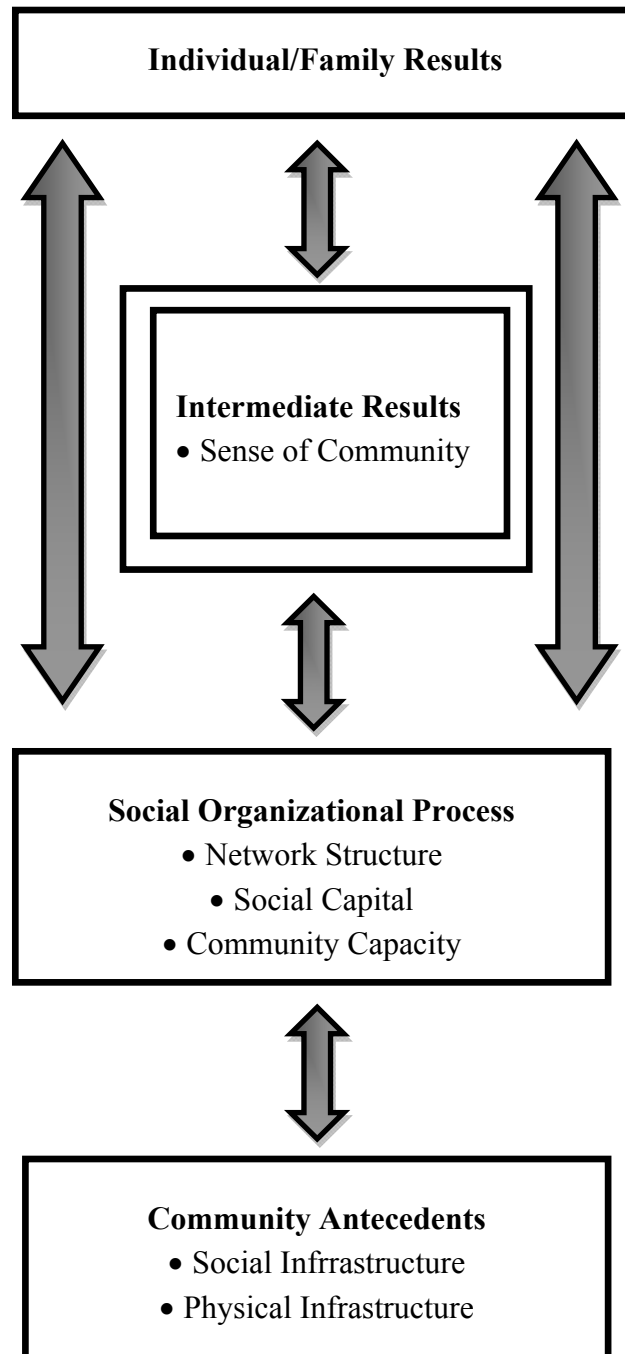 Individual/Family Results
Intermediate Results
• Sense of Community
Social Organizational Process
• Network Structure
• Social Capital
• Community Capacity
Community Antecedents
• Social Infrrastructure
• Physical Infrastructure